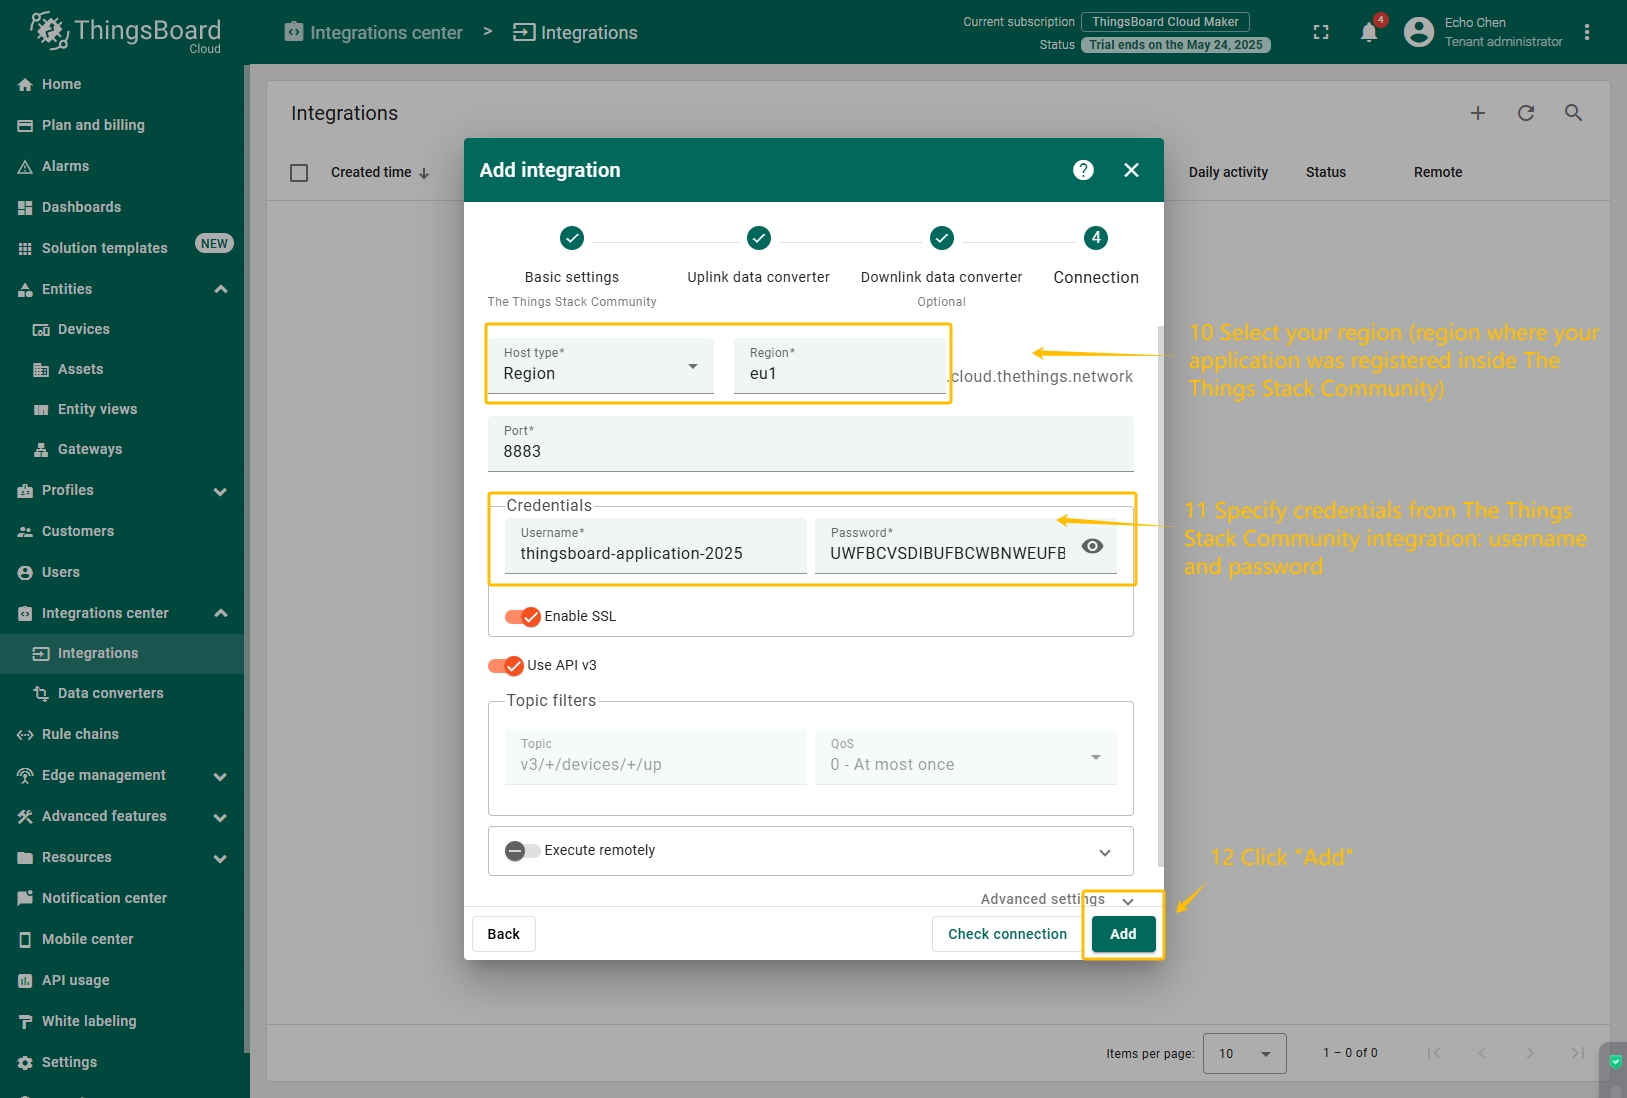 ThingsBoard
Cloud
Integrations center > Integrations
Current subscription ThingsBoard Cloud Maker
Status Trial ends on the May 24, 2025
4
Echo Chen
Tenant administrator
Home
Plan and billing
Alarms
Dashboards
Solution templates NEW
Entities
Devices
Assets
Entity views
Gateways
Profiles
Customers
Users
Integrations center
Integrations
Data converters
Rule chains
Edge management
Advanced features
Resources
Notification center
Mobile center
API usage
White labeling
Settings
Integrations
Created time
Daily activity
Status
Remote
Add integration
4
Basic settings
The Things Stack Community
Uplink data converter
Downlink data converter
Optional
Connection
Host type*
Region
Region*
eu1
.cloud.thethings.network
10 Select your region (region where your
application was registered inside The
Things Stack Community)
Port*
8883
Credentials
Username*
thingsboard-application-2025
Password*
UWFBCVSDIBUFBCWBNWEUFB
11 Specify credentials from The Things
Stack Community integration: username
and password
Enable SSL
Use API v3
Topic filters
Topic
v3/+/devices/+/up
QoS
0 - At most once
Execute remotely
Advanced settings
12 Click "Add"
Back
Check connection
Add
Items per page: 10
1 – 0 of 0